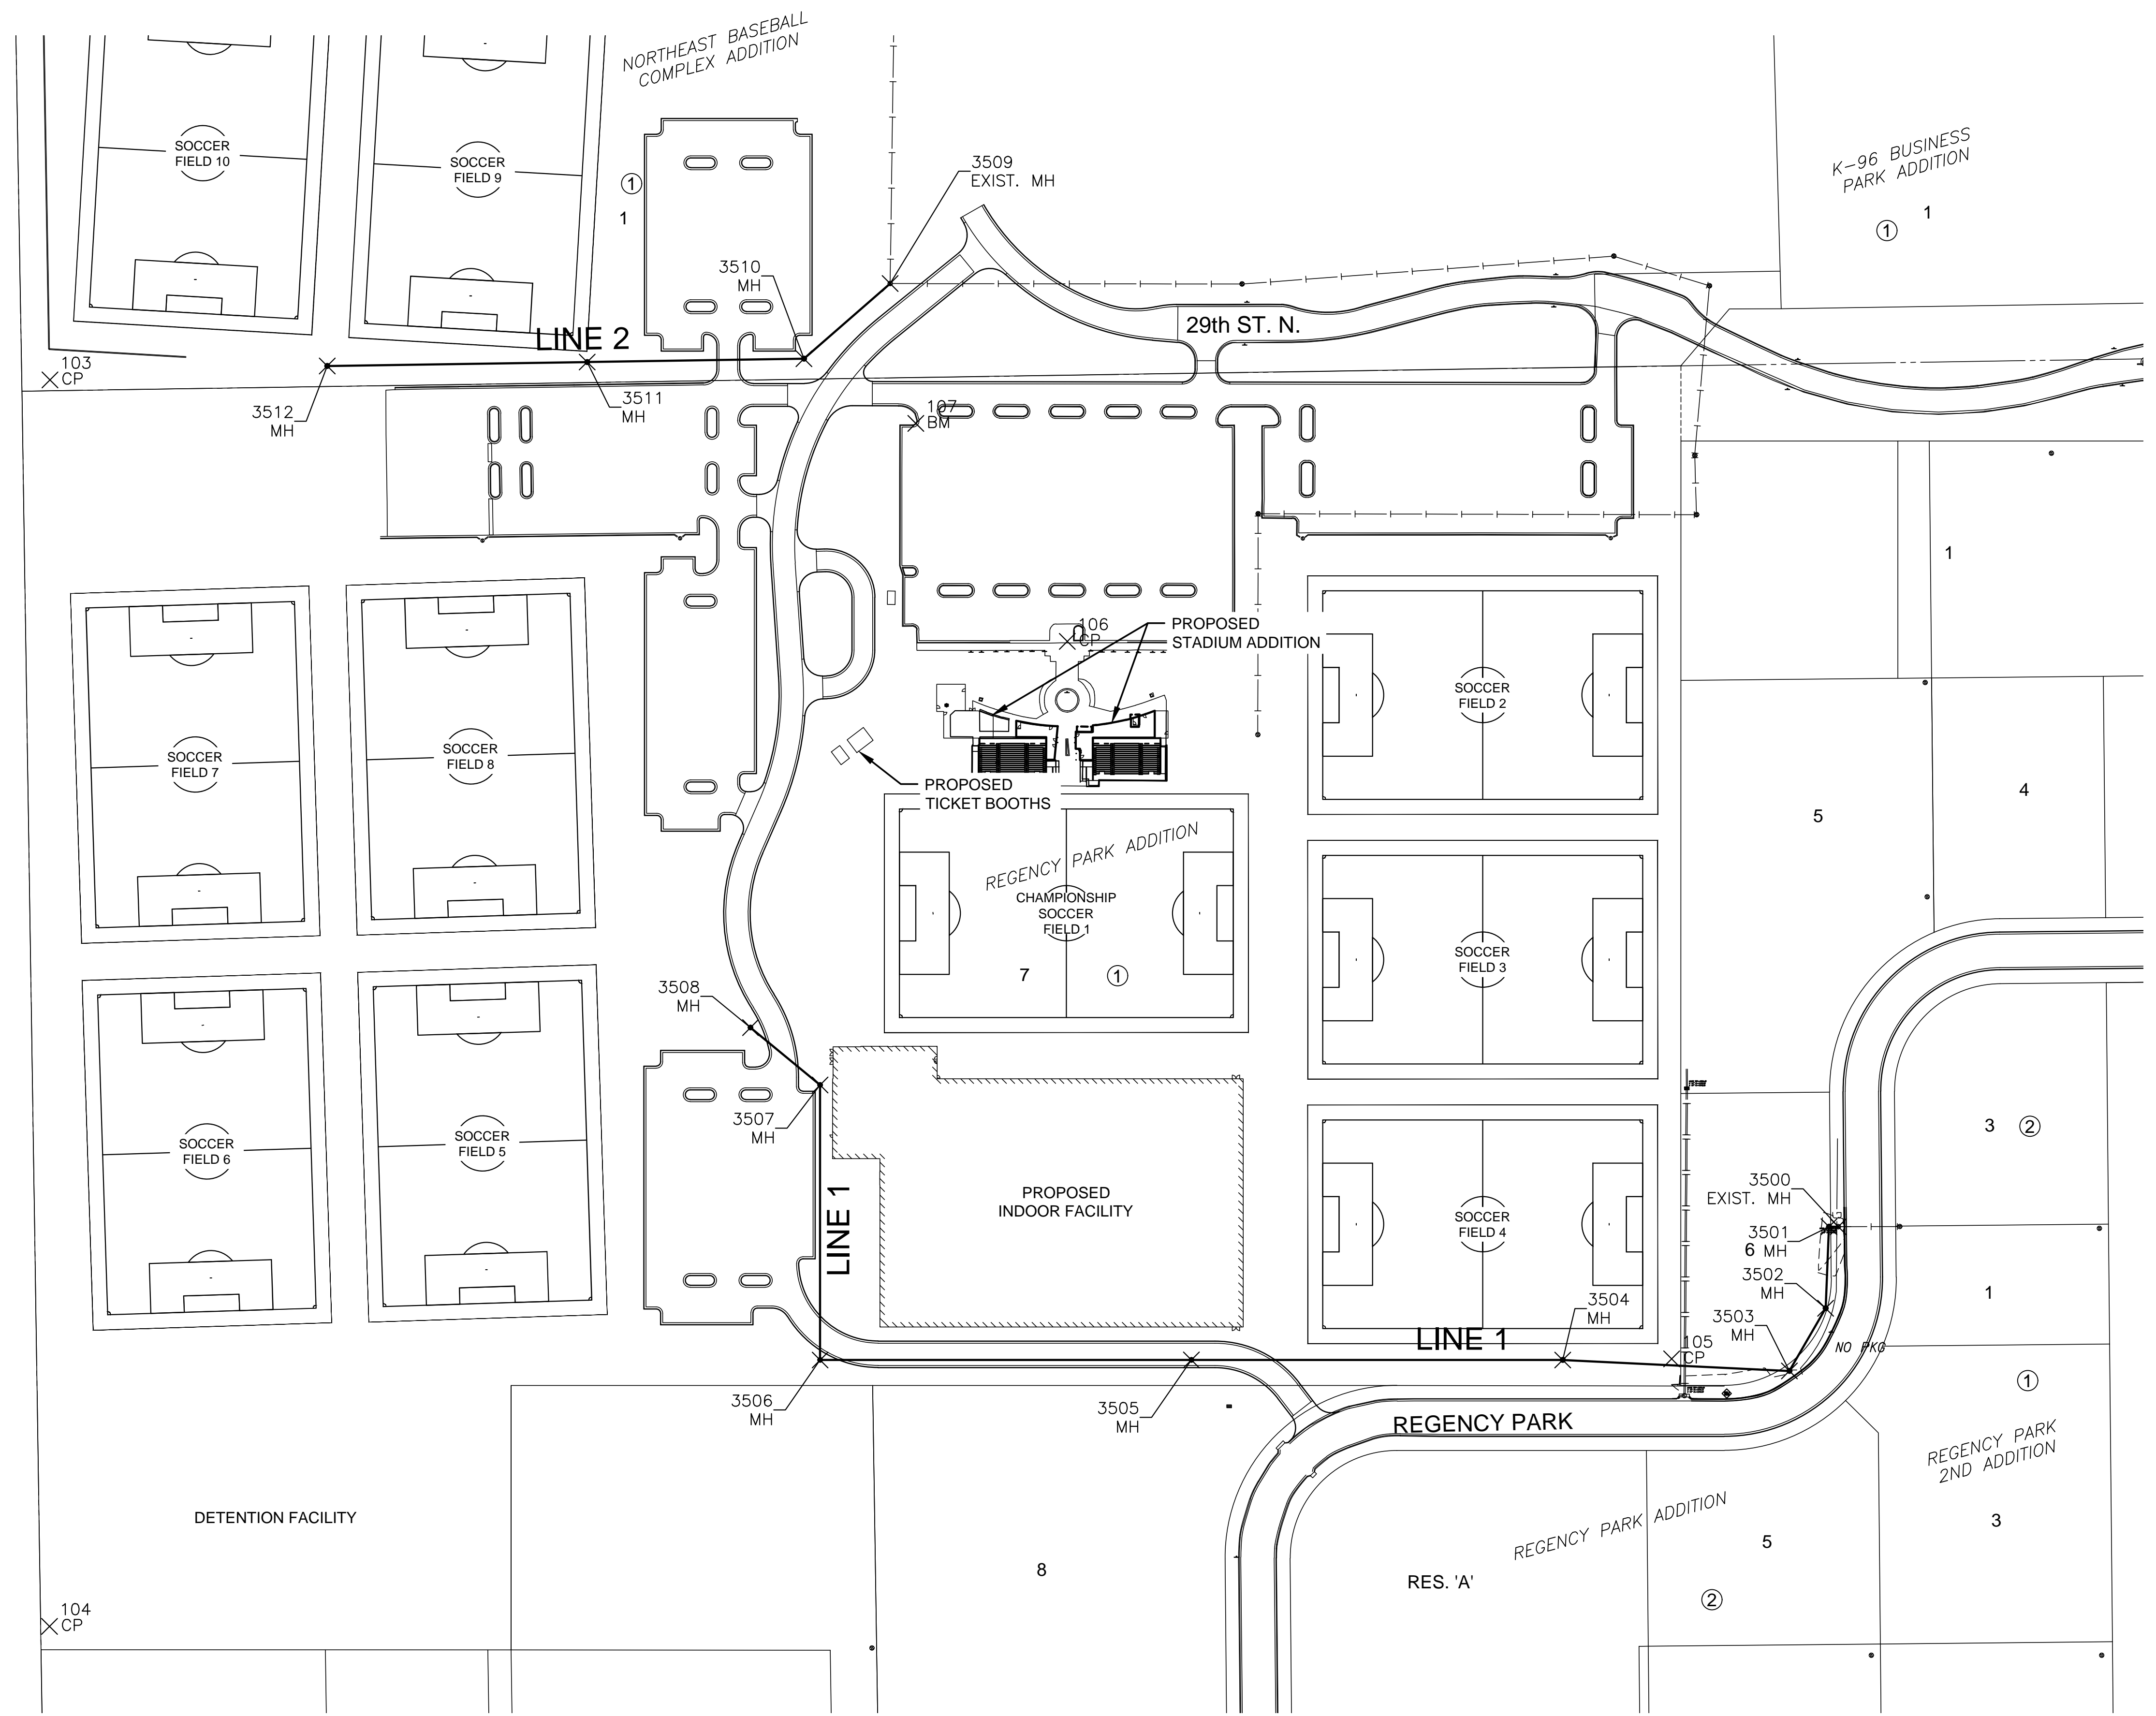 NORTHEAST BASEBALL
COMPLEX ADDITION
K-96 BUSINESS
PARK ADDITION
1
1
SOCCER
FIELD 10
SOCCER
FIELD 9
1
1
3509
EXIST. MH
3510
MH
LINE 2
29th ST. N.
103
CP
3512
MH
3511
MH
107
BM
1
106
CP
PROPOSED
STADIUM ADDITION
SOCCER
FIELD 2
SOCCER
FIELD 7
SOCCER
FIELD 8
PROPOSED
TICKET BOOTHS
4
5
REGENCY PARK ADDITION
CHAMPIONSHIP
SOCCER
FIELD 1
7
1
SOCCER
FIELD 3
3508
MH
3507
MH
SOCCER
FIELD 6
SOCCER
FIELD 5
LINE 1
PROPOSED
INDOOR FACILITY
SOCCER
FIELD 4
3
2
3500
EXIST. MH
3501
6 MH
3502
MH
1
3504
MH
3503
MH
LINE 1
105
CP
NO PKG
1
3506
MH
3505
MH
REGENCY PARK
REGENCY PARK
2ND ADDITION
DETENTION FACILITY
REGENCY PARK ADDITION
3
5
8
RES. 'A'
2
104
CP